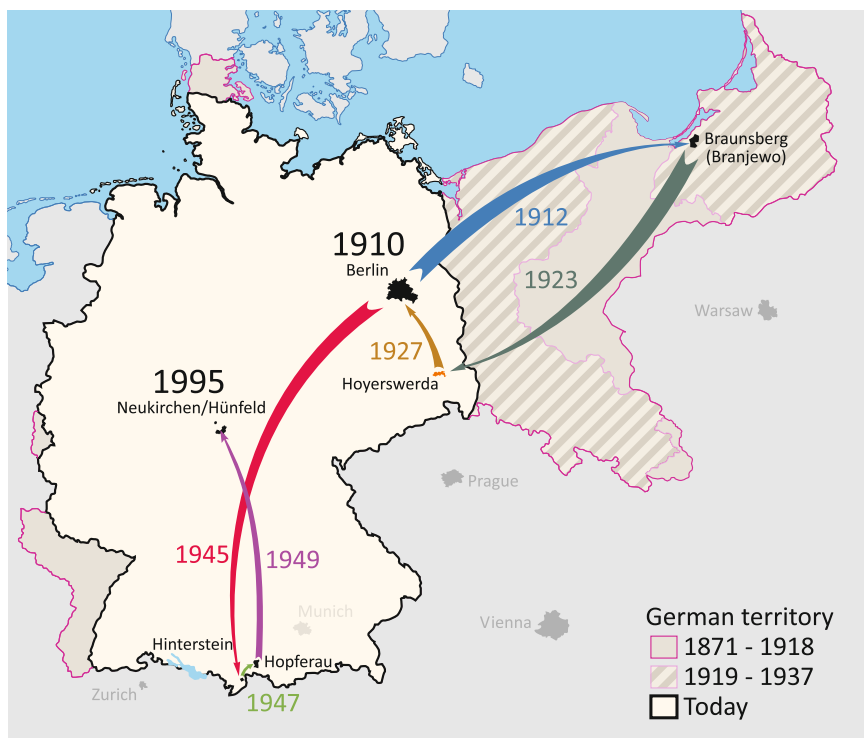 Braunsberg
(Branjewo)
1912
1910
Berlin
1923
Warsaw
1927
Hoyerswerda
1995
Neukirchen/Hünfeld
Prague
1945
1949
Munich
Vienna
Hinterstein
Hopferau
Zurich
1947
German territory
1871 - 1918
1919 - 1937
Today